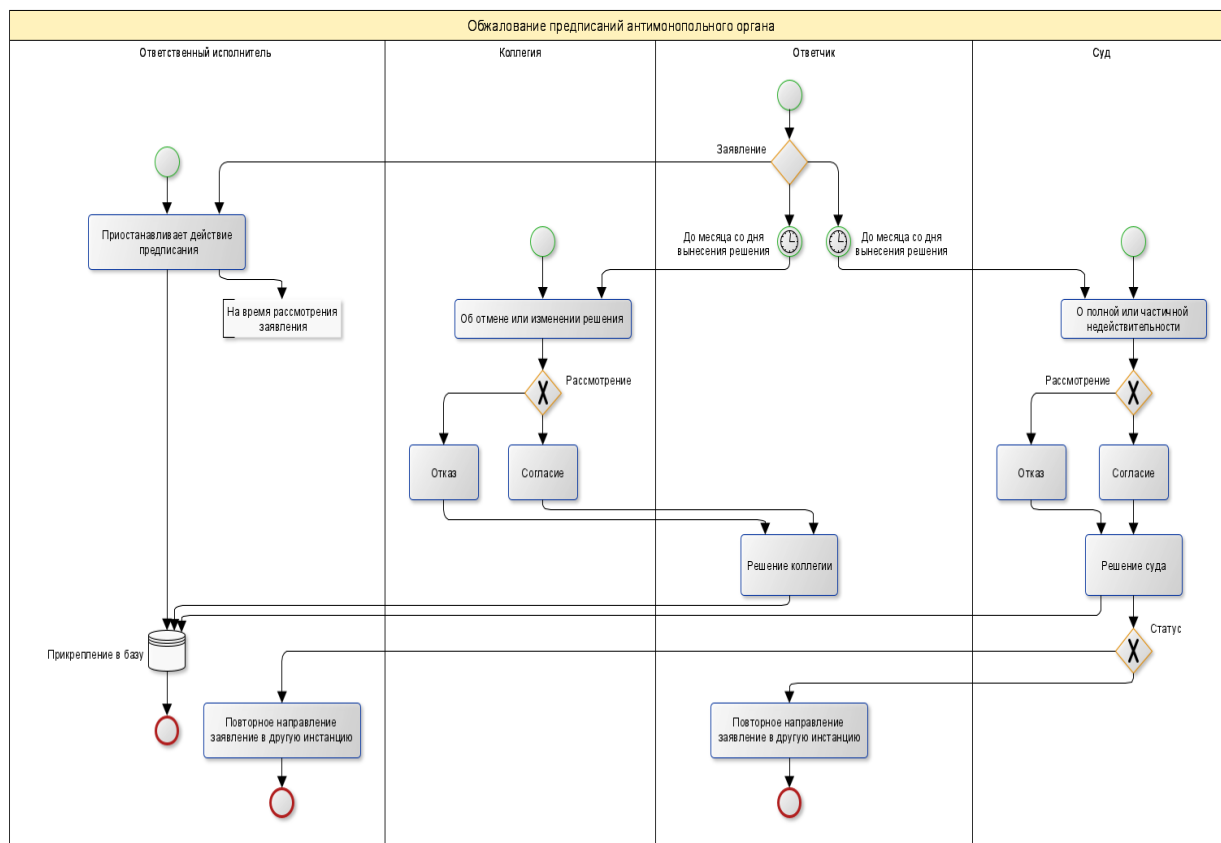 Обжалование предписаний антимонопольного органа
Ответственный исполнитель
Коллегия
Ответчик
Суд
Заявление
Приостанавливает действие
предписания
До месяца со дня
вынесения решения
До месяца со дня
вынесения решения
На время рассмотрения
заявления
Об отмене или изменении решения
О полной или частичной
недействительности
Рассмотрение
Рассмотрение
Отказ
Согласие
Отказ
Согласие
Решение коллегии
Решение суда
Статус
Прикрепление в базу
Повторное направление
заявление в другую инстанцию
Повторное направление
заявление в другую инстанцию